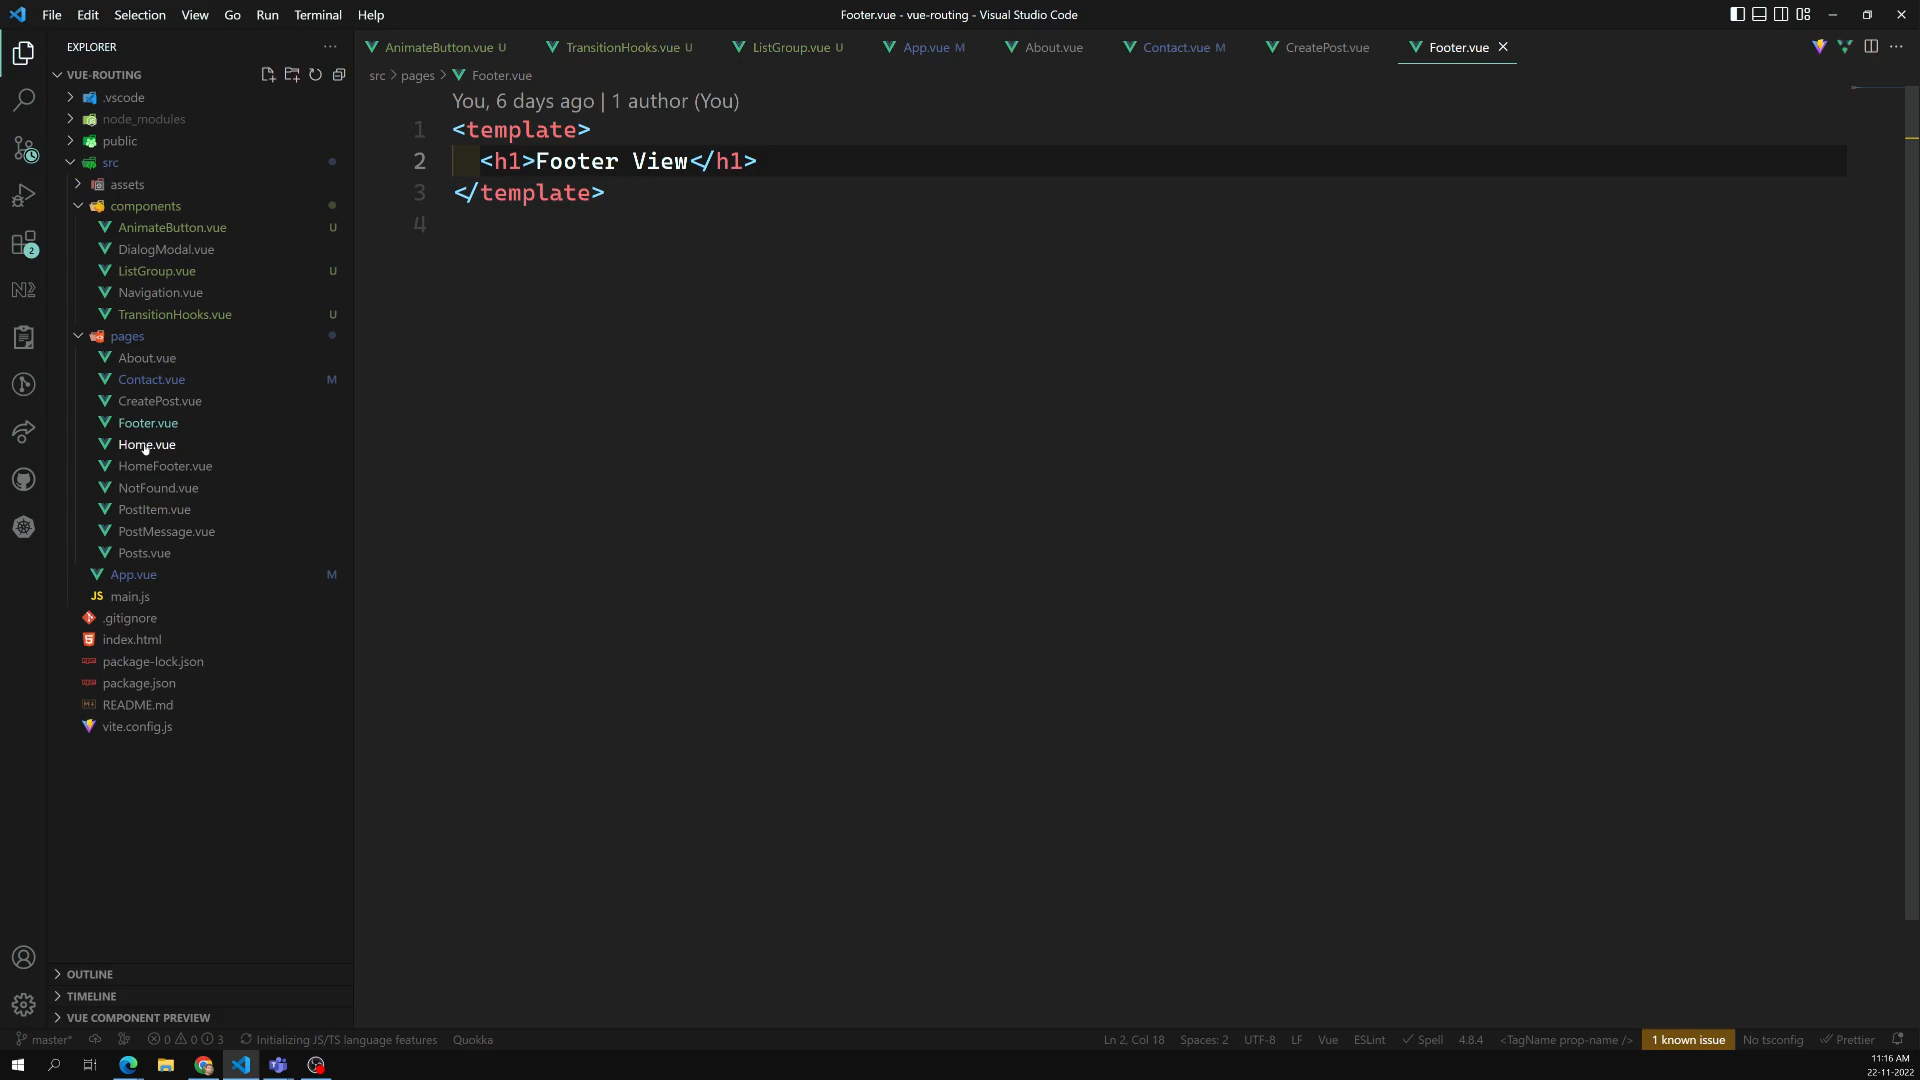 File Edit Selection View Go Run Terminal Help
Footer.vue - vue-routing - Visual Studio Code
EXPLORER
VUE-ROUTING
.vscode
node_modules
public
src
assets
components
AnimateButton.vue U
DialogModal.vue
ListGroup.vue U
Navigation.vue
TransitionHooks.vue U
pages
About.vue
Contact.vue M
CreatePost.vue
Footer.vue
Home.vue
HomeFooter.vue
NotFound.vue
PostItem.vue
PostMessage.vue
Posts.vue
App.vue M
JS main.js
.gitignore
index.html
package-lock.json
package.json
README.md
vite.config.js
OUTLINE
TIMELINE
VUE COMPONENT PREVIEW
AnimateButton.vue U TransitionHooks.vue U ListGroup.vue U App.vue M About.vue Contact.vue M CreatePost.vue Footer.vue
src > pages > Footer.vue
You, 6 days ago | 1 author (You)
1 <template>
2 <h1>Footer View</h1>
3 </template>
4
2
master* 0 0 3 Initializing JS/TS language features Quokka
Ln 2, Col 18 Spaces: 2 UTF-8 LF Vue ESLint Spell 4.8.4 <TagName prop-name /> 1 known issue No tsconfig Prettier
11:16 AM
22-11-2022